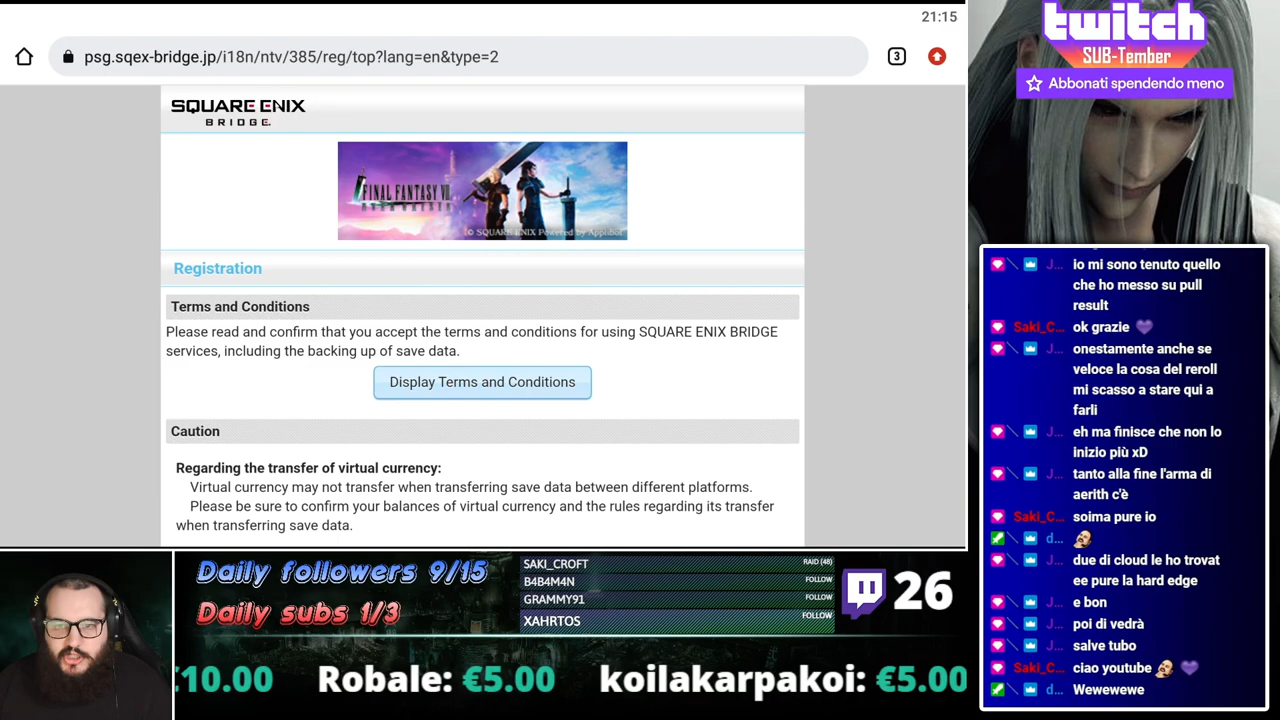 21:15
psg.sqex-bridge.jp/i18n/ntv/385/reg/top?lang=en&type=2
3
SQUARE ENIX
BRIDGE.
FINAL FANTASY VII
© SQUARE ENIX Powered by Applibot
Registration
Terms and Conditions
Please read and confirm that you accept the terms and conditions for using SQUARE ENIX BRIDGE
services, including the backing up of save data.
Display Terms and Conditions
Caution
Regarding the transfer of virtual currency:
Virtual currency may not transfer when transferring save data between different platforms.
Please be sure to confirm your balances of virtual currency and the rules regarding its transfer
when transferring save data.
twitch
SUB-Tember
Abbonati spendendo meno
J... io mi sono tenuto quello
che ho messo su pull
result
Saki_C... ok grazie
J... onestamente anche se
veloce la cosa del reroll
mi scasso a stare qui a
farli
J... eh ma finisce che non lo
inizio più xD
J... tanto alla fine l'arma di
aerith c'è
Saki_C... soima pure io
d...
J... due di cloud le ho trovat
ee pure la hard edge
J... e bon
J... poi di vedrà
J... salve tubo
Saki_C... ciao youtube
d... Wewewewe
Daily followers 9/15
Daily subs 1/3
SAKI_CROFT RAID (48)
B4B4M4N FOLLOW
GRAMMY91 FOLLOW
XAHRTOS FOLLOW
26
€10.00 Robale: €5.00 koilakarpakoi: €5.00